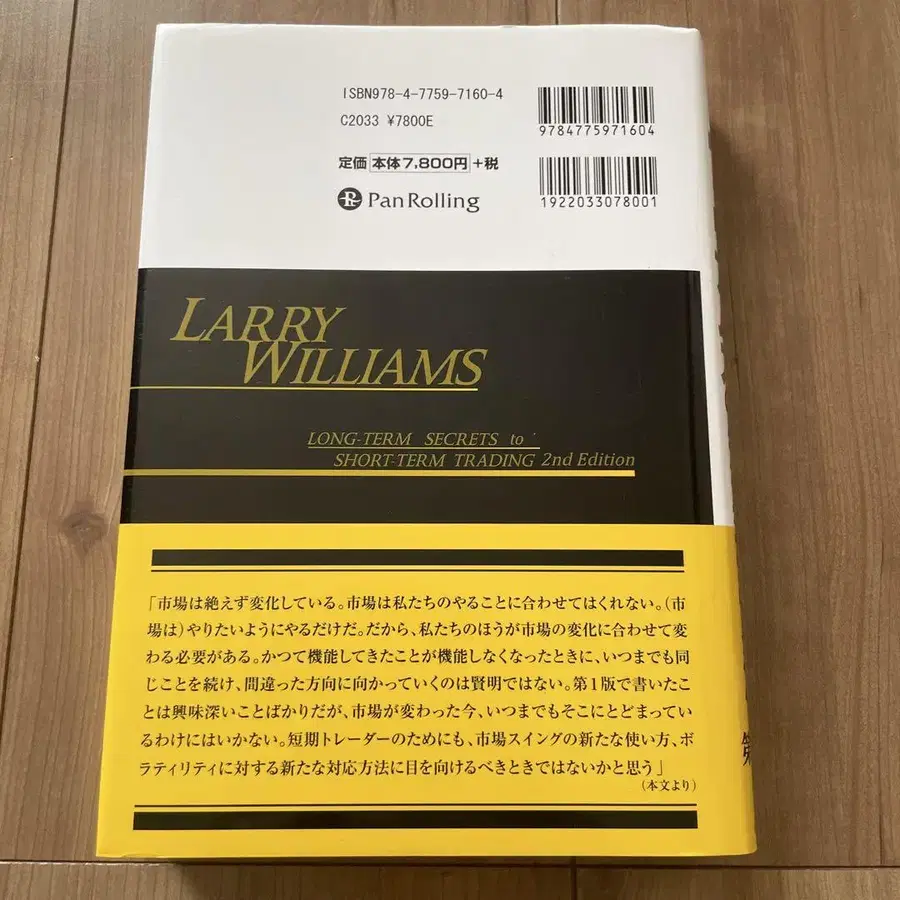 ISBN978-4-7759-7160-4
C2033 ¥7800E
9784775971604
定価 本体7,800円+税
PanRolling
1922033078001
LARRY
WILLIAMS
LONG-TERM SECRETS to
SHORT-TERM TRADING 2nd Edition
「市場は絶えず変化している。市場は私たちのやることに合わせてはくれない。(市
場は)やりたいようにやるだけだ。だから、私たちのほうが市場の変化に合わせて変
わる必要がある。かつて機能してきたことが機能しなくなったときに、いつまでも同
じことを続け、間違った方向に向かっていくのは賢明ではない。第1版で書いたこ
とは興味深いことばかりだが、市場が変わった今、いつまでもそこにとどまってい
るわけにはいかない。短期トレーダーのためにも、市場スイングの新たな使い方、ボ
ラティリティに対する新たな対応方法に目を向けるべきときではないかと思う」
(本文より)